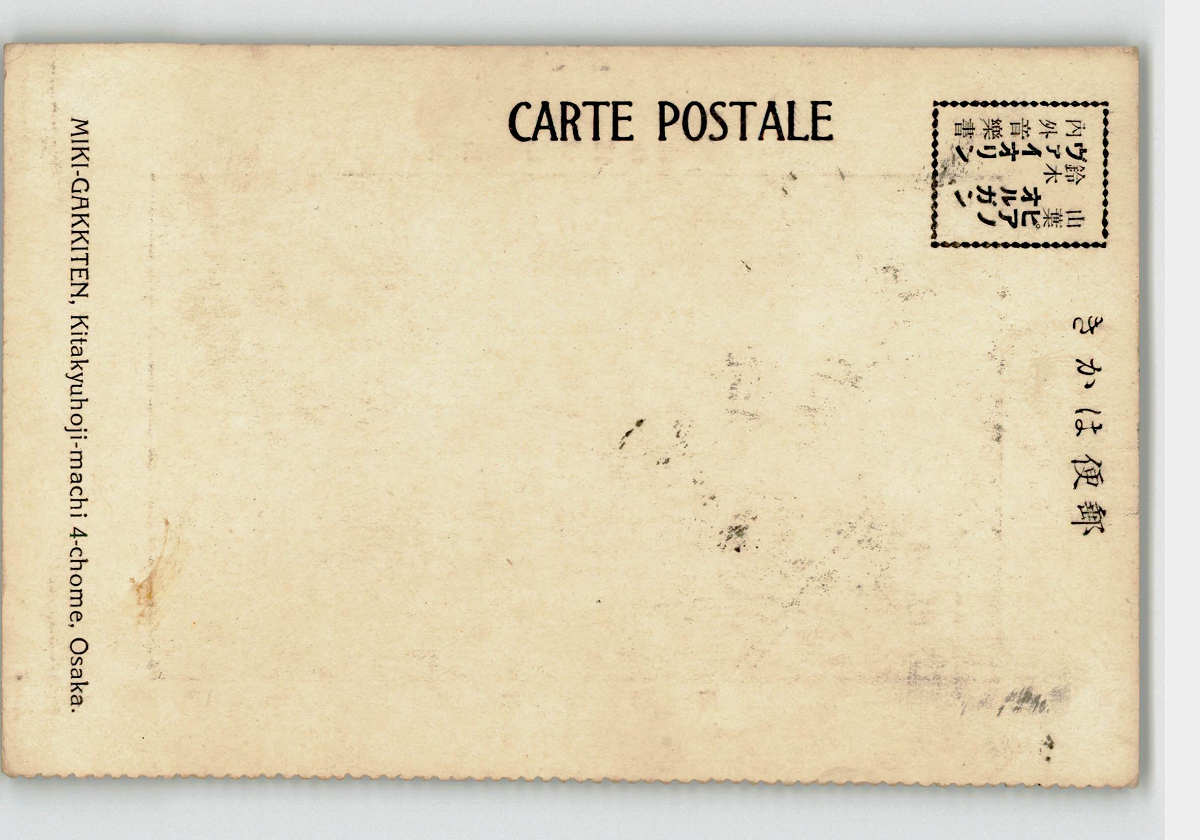 CARTE POSTALE
郵便はかき
山葉 ピアノ
オルガン
鈴木
ヴァイオリン
內外音樂書
MIKI-GAKKITEN, Kitakyuhoji-machi 4-chome, Osaka.